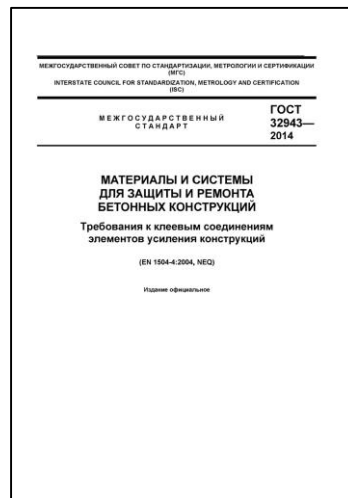 МЕЖГОСУДАРСТВЕННЫЙ СОВЕТ ПО СТАНДАРТИЗАЦИИ, МЕТРОЛОГИИ И СЕРТИФИКАЦИИ
(МГС)
INTERSTATE COUNCIL FOR STANDARDIZATION, METROLOGY AND CERTIFICATION
(ISC)
МЕЖГОСУДАРСТВЕННЫЙ
СТАНДАРТ
ГОСТ
32943—
2014
МАТЕРИАЛЫ И СИСТЕМЫ
ДЛЯ ЗАЩИТЫ И РЕМОНТА
БЕТОННЫХ КОНСТРУКЦИЙ
Требования к клеевым соединениям
элементов усиления конструкций
(EN 1504-4:2004, NEQ)
Издание официальное